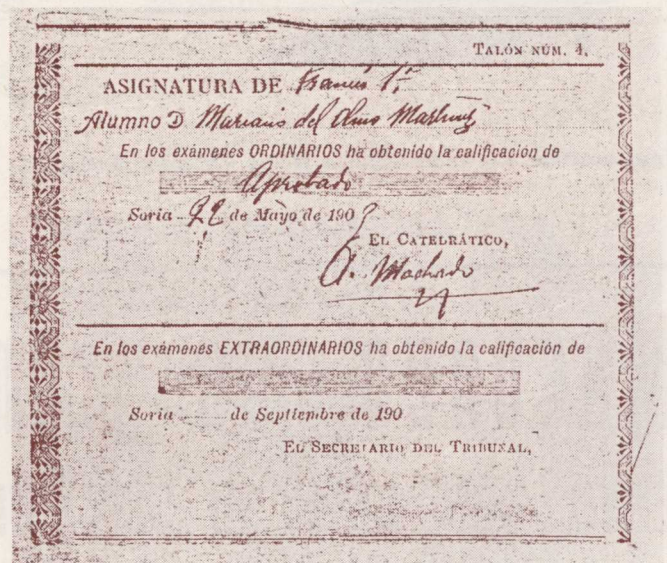 TALÓN NÚM. 4.
ASIGNATURA DE Francés 1º
Alumno D Mariano del Olmo Martínez
En los exámenes ORDINARIOS ha obtenido la calificacion de
Aprobado
Soria 22 de Mayo de 190
EL CATEDRÁTICO,
A. Machado
En los exámenes EXTRAORDINARIOS ha obtenido la calificación de
Soria de Septiembre de 190
EL SECRETARIO DEL TRIBUNAL,